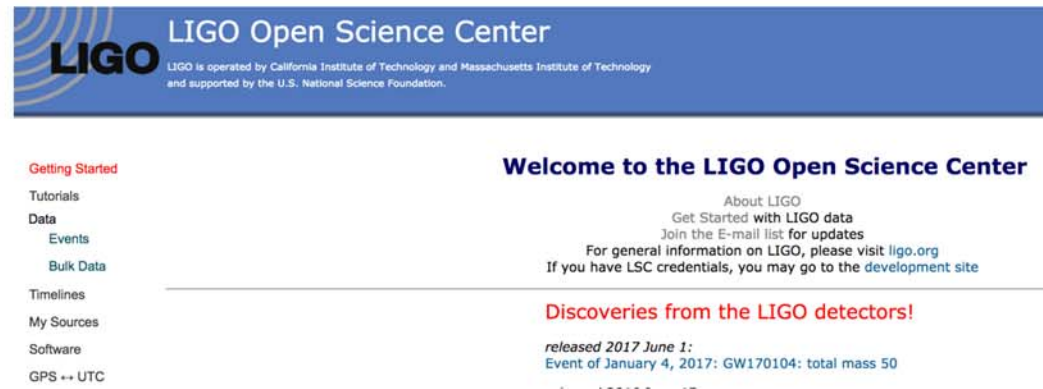 LIGO
LIGO Open Science Center
LIGO is operated by California Institute of Technology and Massachusetts Institute of Technology
and supported by the U.S. National Science Foundation.
Getting Started
Tutorials
Data
Events
Bulk Data
Timelines
My Sources
Software
GPS ↔ UTC
Welcome to the LIGO Open Science Center
About LIGO
Get Started with LIGO data
Join the E-mail list for updates
For general information on LIGO, please visit ligo.org
If you have LSC credentials, you may go to the development site
Discoveries from the LIGO detectors!
released 2017 June 1:
Event of January 4, 2017: GW170104: total mass 50